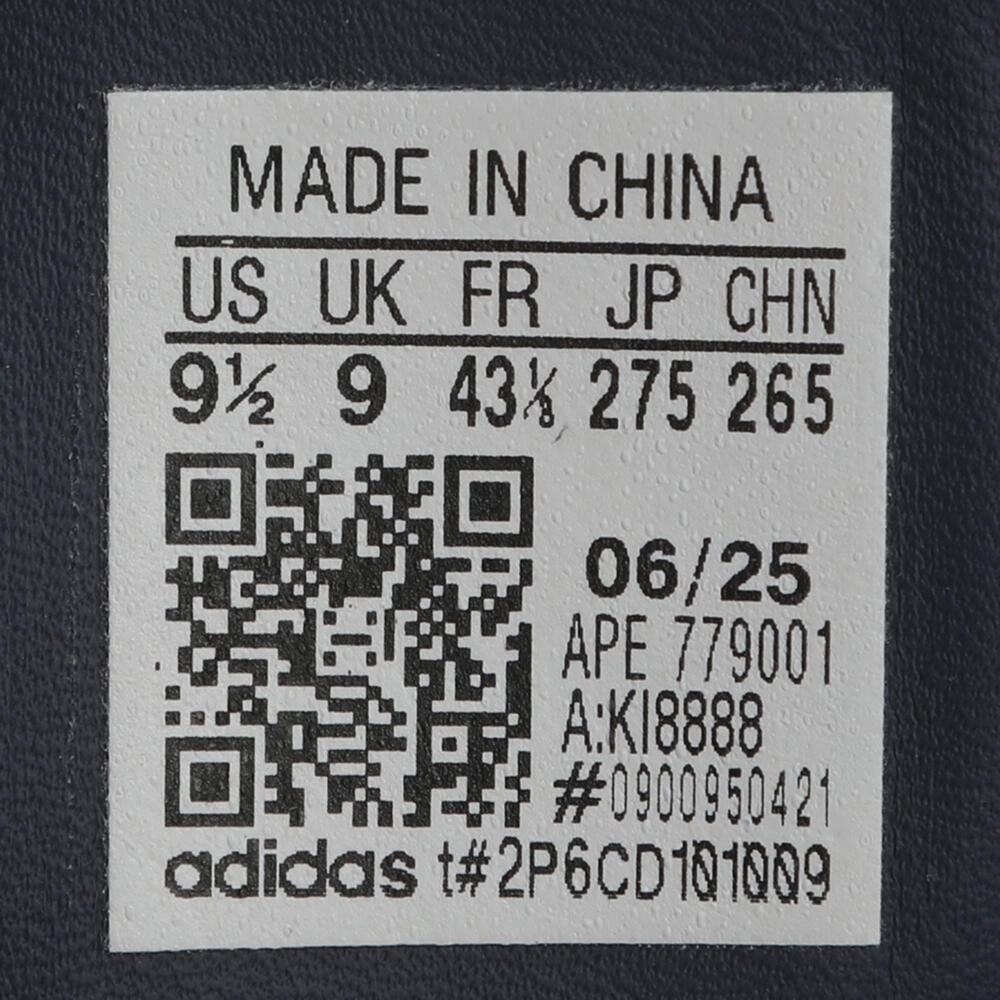 MADE IN CHINA
US UK FR JP CHN
9½ 9 43⅓ 275 265
06/25
APE 779001
A:KI8888
#0900950421
adidas t#2P6CD101009